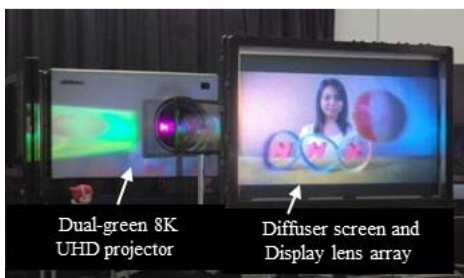 Dual-green 8K
UHD projector
Diffuser screen and
Display lens array